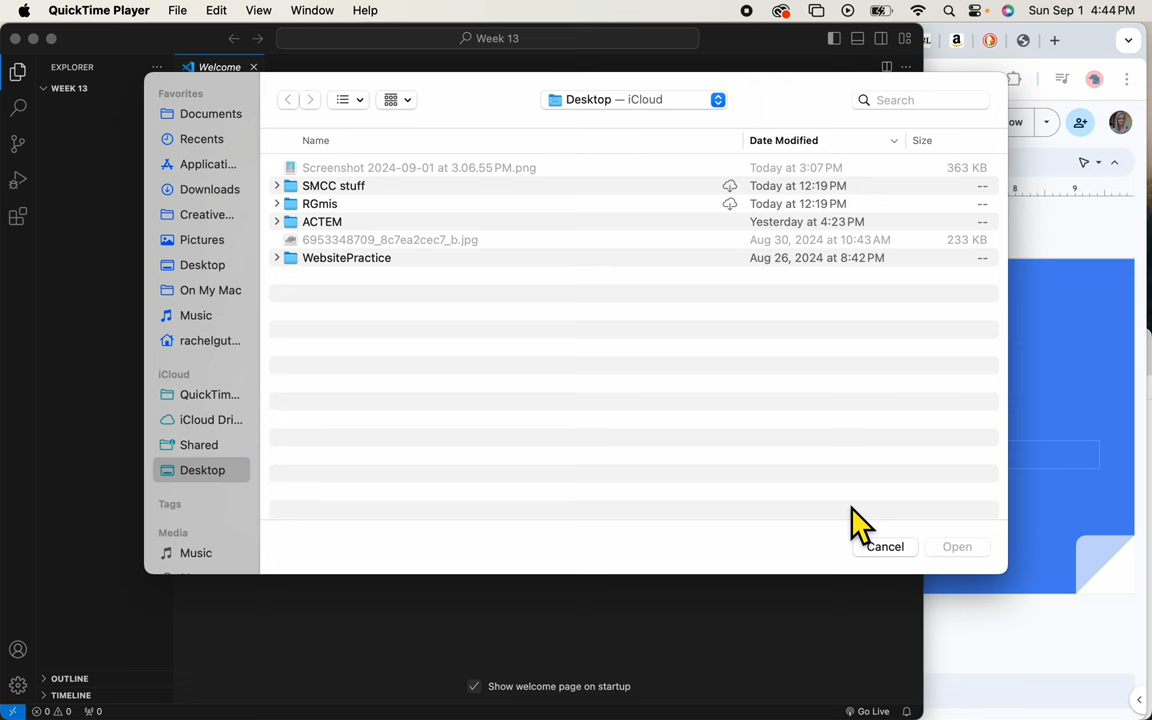 QuickTime Player File Edit View Window Help Sun Sep 1 4:44 PM
Week 13
EXPLORER
Welcome
WEEK 13
Favorites
Documents
Recents
Applicati...
Downloads
Creative...
Pictures
Desktop
On My Mac
Music
rachelgut...
iCloud
QuickTim...
iCloud Dri...
Shared
Desktop
Tags
Media
Music
Desktop — iCloud
Search
Name Date Modified Size
Screenshot 2024-09-01 at 3.06.55 PM.png Today at 3:07 PM 363 KB
SMCC stuff Today at 12:19 PM --
RGmis Today at 12:19 PM --
ACTEM Yesterday at 4:23 PM --
6953348709_8c7ea2cec7_b.jpg Aug 30, 2024 at 10:43 AM 233 KB
WebsitePractice Aug 26, 2024 at 8:42 PM --
Cancel Open
ow
8 9
OUTLINE
TIMELINE
Show welcome page on startup
0 0 0 Go Live